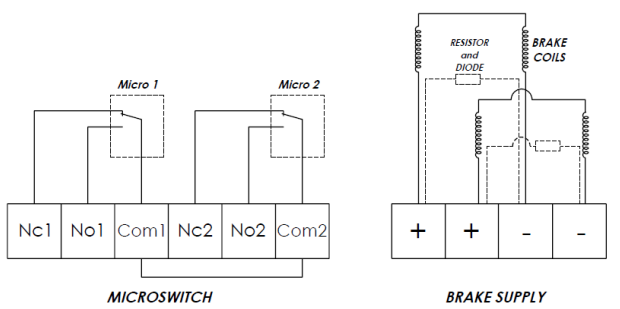 RESISTOR
and
DIODE
BRAKE
COILS
Micro 1
Micro 2
Nc1 No1 Com1 Nc2 No2 Com2
+ + - -
MICROSWITCH
BRAKE SUPPLY